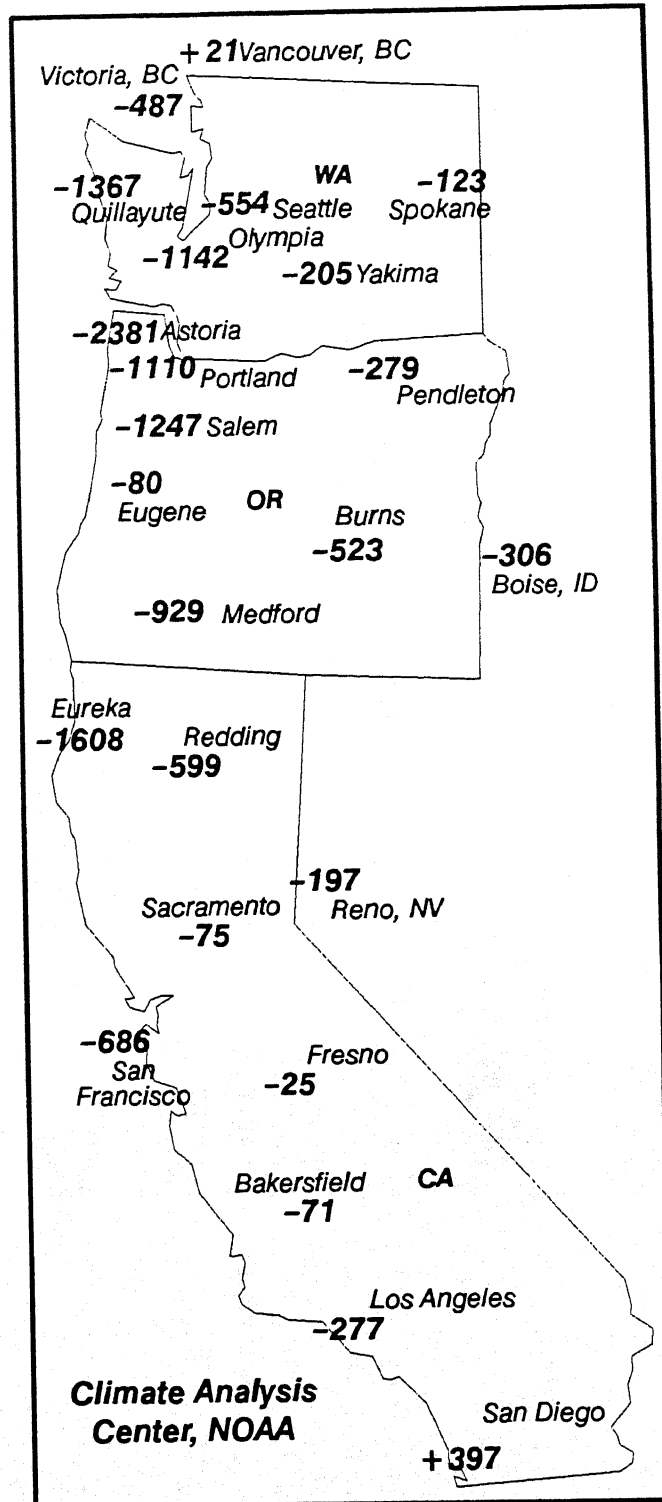 + 21 Vancouver, BC
Victoria, BC
-487
WA
-1367
Quillayute
-554 Seattle
-123
Spokane
Olympia
-1142
-205 Yakima
-2381 Astoria
-1110 Portland
-279
Pendleton
-1247 Salem
-80
Eugene
OR
Burns
-523
-306
Boise, ID
-929 Medford
Eureka
-1608
Redding
-599
-197
Reno, NV
Sacramento
-75
-686
San
Francisco
Fresno
-25
Bakersfield
-71
CA
Los Angeles
-277
Climate Analysis
Center, NOAA
San Diego
+ 397